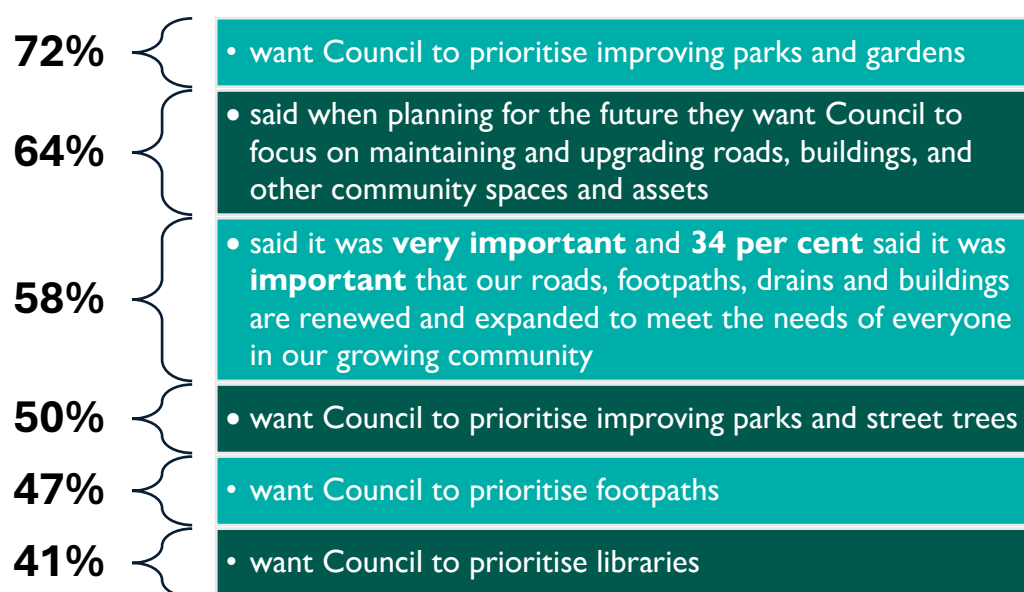 72%
• want Council to prioritise improving parks and gardens
64%
• said when planning for the future they want Council to
focus on maintaining and upgrading roads, buildings, and
other community spaces and assets
58%
• said it was very important and 34 per cent said it was
important that our roads, footpaths, drains and buildings
are renewed and expanded to meet the needs of everyone
in our growing community
50%
• want Council to prioritise improving parks and street trees
47%
• want Council to prioritise footpaths
41%
• want Council to prioritise libraries